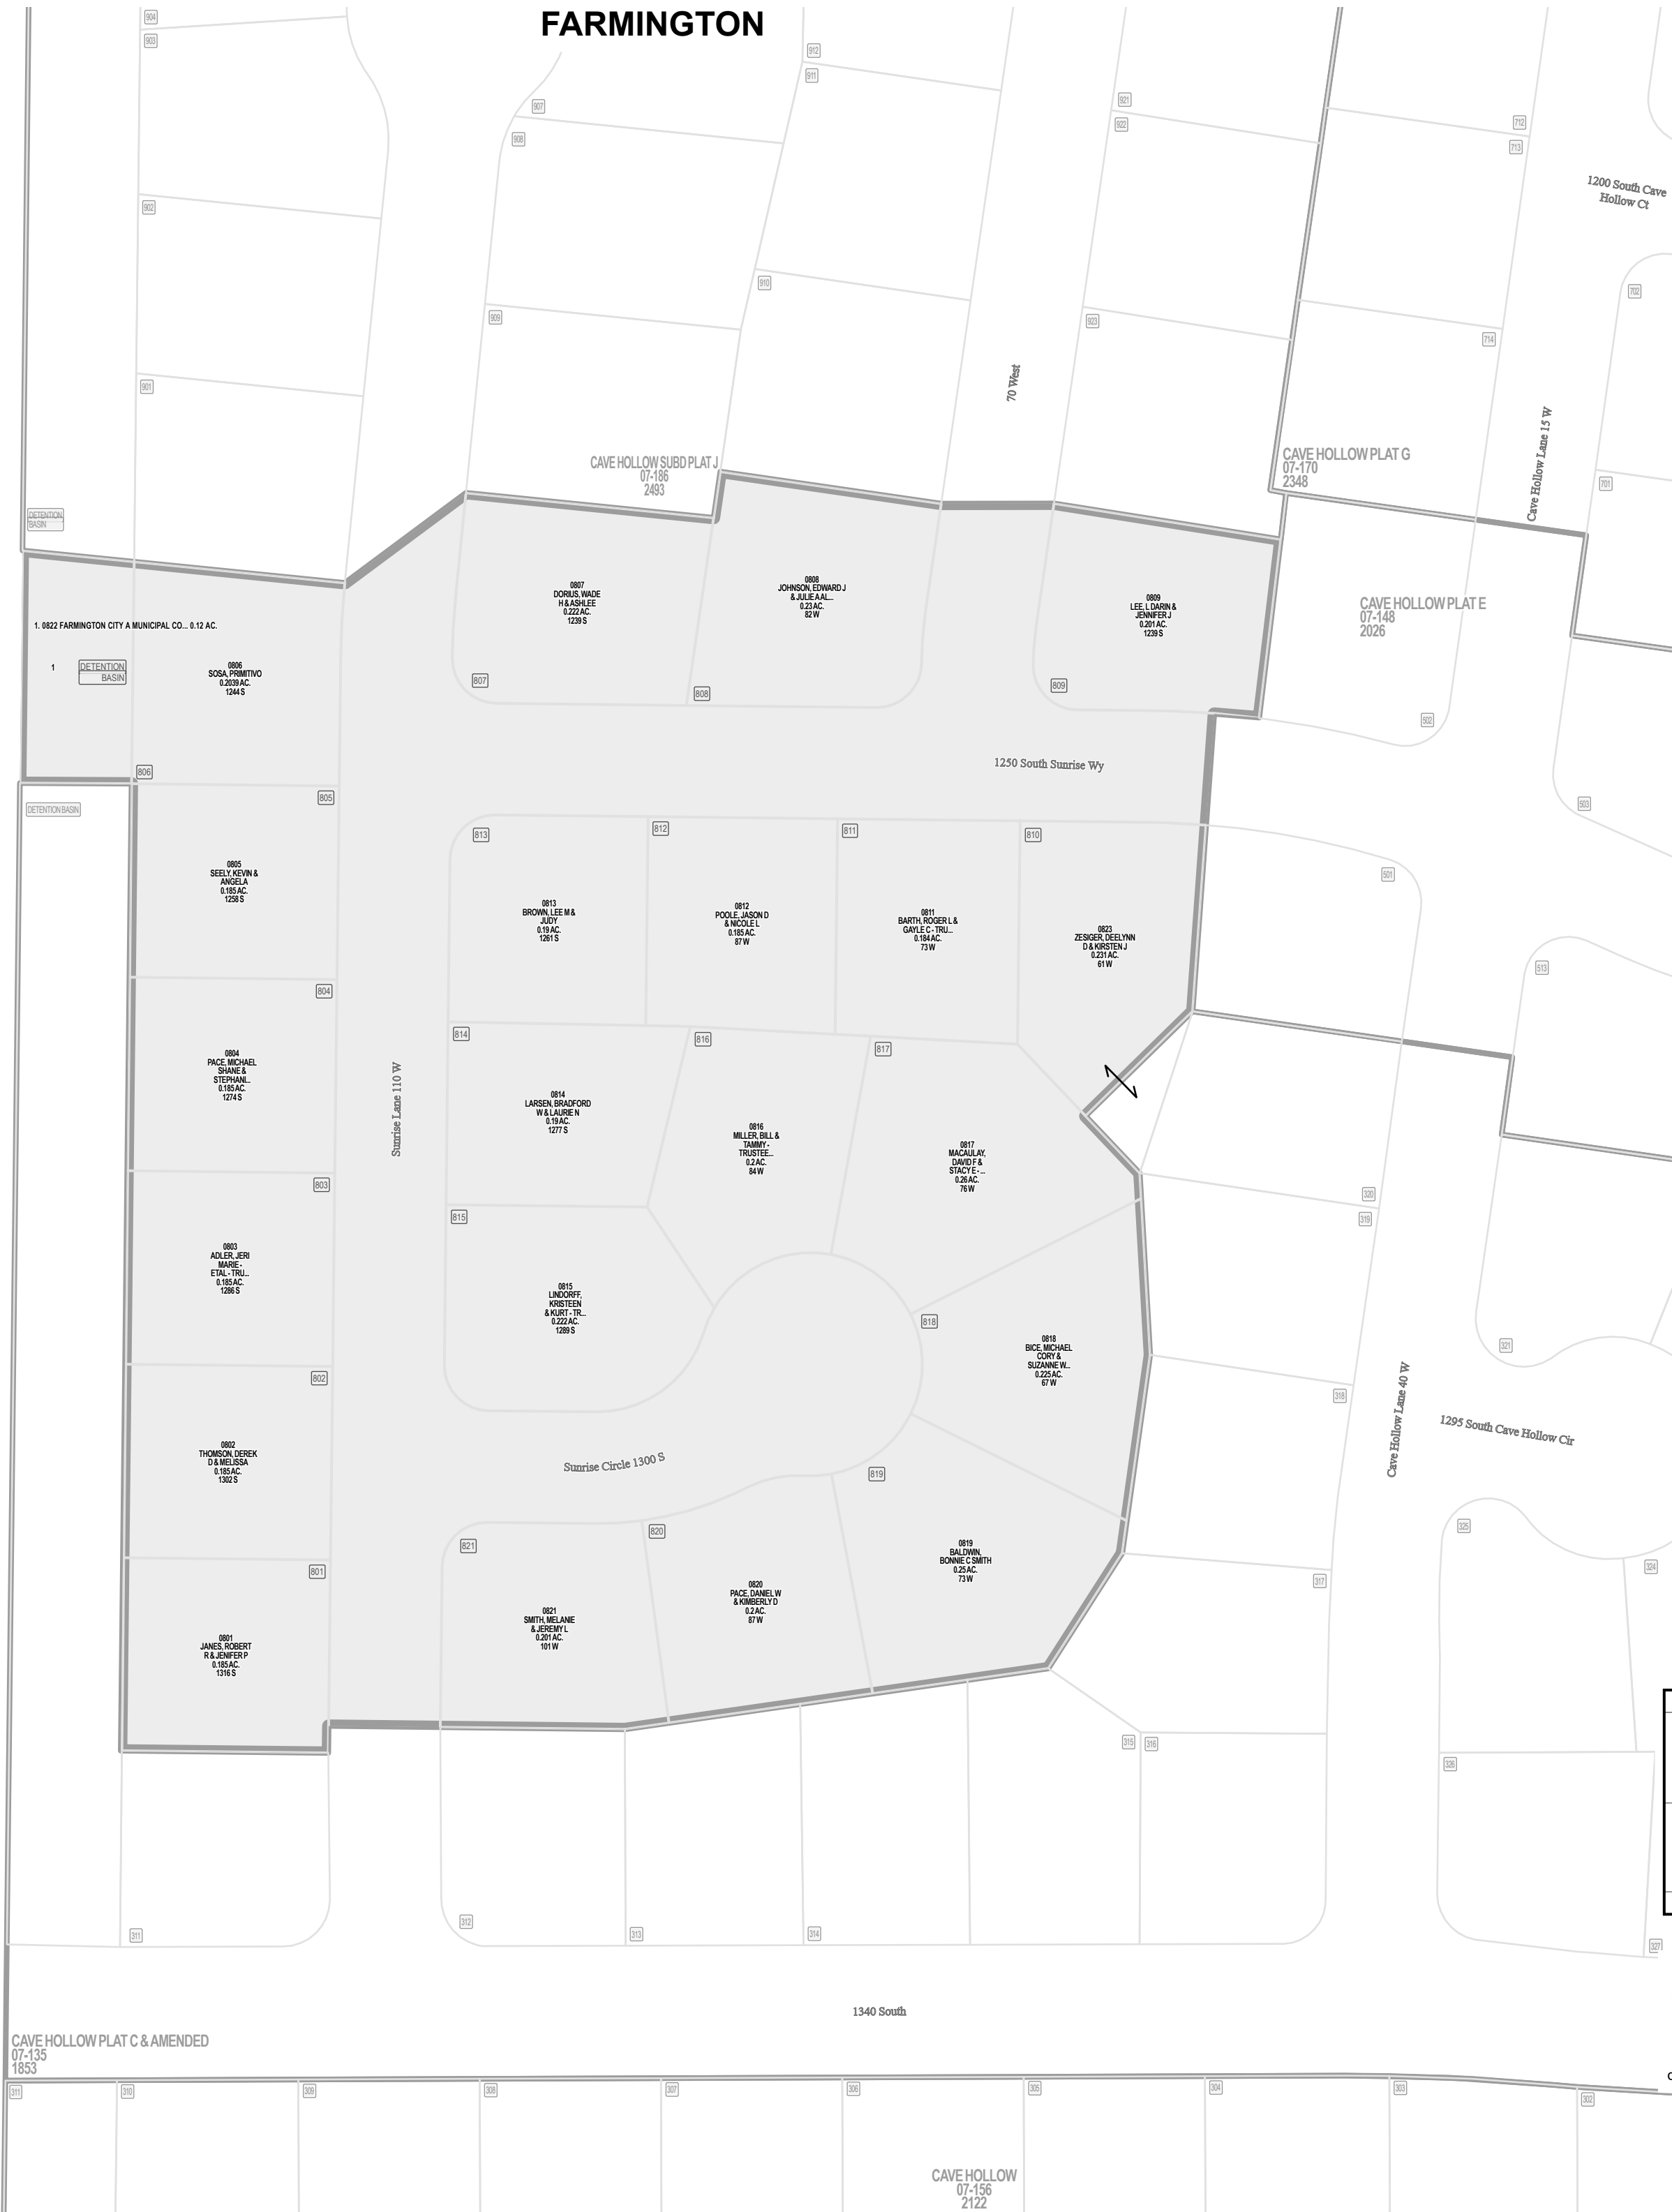 FARMINGTON
904
903
912
911
907
908
921
922
712
713
1200 South Cave
Hollow Ct
902
910
909
923
702
714
901
70 West
Cave Hollow Lane 15 W
CAVE HOLLOW SUBD PLAT J
07-186
2493
CAVE HOLLOW PLAT G
07-170
2348
701
DETENTION
BASIN
0807
DORIUS, WADE
H & ASHLEE
0.222 AC.
1239 S
0808
JOHNSON, EDWARD J
& JULIE A AL...
0.23 AC.
82 W
0809
LEE, L DARIN &
JENNIFER J
0.201 AC.
1239 S
CAVE HOLLOW PLAT E
07-148
2026
1. 0822 FARMINGTON CITY A MUNICIPAL CO... 0.12 AC.
1
DETENTION
BASIN
0806
SOSA, PRIMITIVO
0.2039 AC.
1244 S
807
808
809
502
1250 South Sunrise Wy
806
805
DETENTION BASIN
503
813
812
811
810
501
0805
SEELY, KEVIN &
ANGELA
0.185 AC.
1258 S
0813
BROWN, LEE M &
JUDY
0.19 AC.
1261 S
0812
POOLE, JASON D
& NICOLE L
0.185 AC.
87 W
0811
BARTH, ROGER L &
GAYLE C - TRU...
0.184 AC.
73 W
0823
ZESIGER, DEELYNN
D & KIRSTEN J
0.231 AC.
61 W
513
804
814
816
817
0804
PACE, MICHAEL
SHANE &
STEPHANI...
0.185 AC.
1274 S
Sunrise Lane 110 W
0814
LARSEN, BRADFORD
W & LAURIE N
0.19 AC.
1277 S
0816
MILLER, BILL &
TAMMY -
TRUSTEE...
0.2 AC.
84 W
0817
MACAULAY,
DAVID F &
STACY E - ...
0.26 AC.
76 W
803
815
320
319
0803
ADLER, JERI
MARIE -
ETAL - TRU...
0.185 AC.
1286 S
0815
LINDORFF,
KRISTEEN
& KURT - TR...
0.222 AC.
1289 S
818
0818
BICE, MICHAEL
CORY &
SUZANNE W...
0.225 AC.
67 W
321
802
318
Cave Hollow Lane 40 W
1295 South Cave Hollow Cir
0802
THOMSON, DEREK
D & MELISSA
0.185 AC.
1302 S
Sunrise Circle 1300 S
819
820
821
325
324
801
317
0819
BALDWIN,
BONNIE C SMITH
0.25 AC.
73 W
0820
PACE, DANIEL W
& KIMBERLY D
0.2 AC.
87 W
0821
SMITH, MELANIE
& JEREMY L
0.201 AC.
101 W
0801
JANES, ROBERT
R & JENIFER P
0.185 AC.
1316 S
315
316
326
311
312
313
314
327
1340 South
CAVE HOLLOW PLAT C & AMENDED
07-135
1853
311
310
309
308
307
306
305
304
303
302
CAVE HOLLOW
07-156
2122